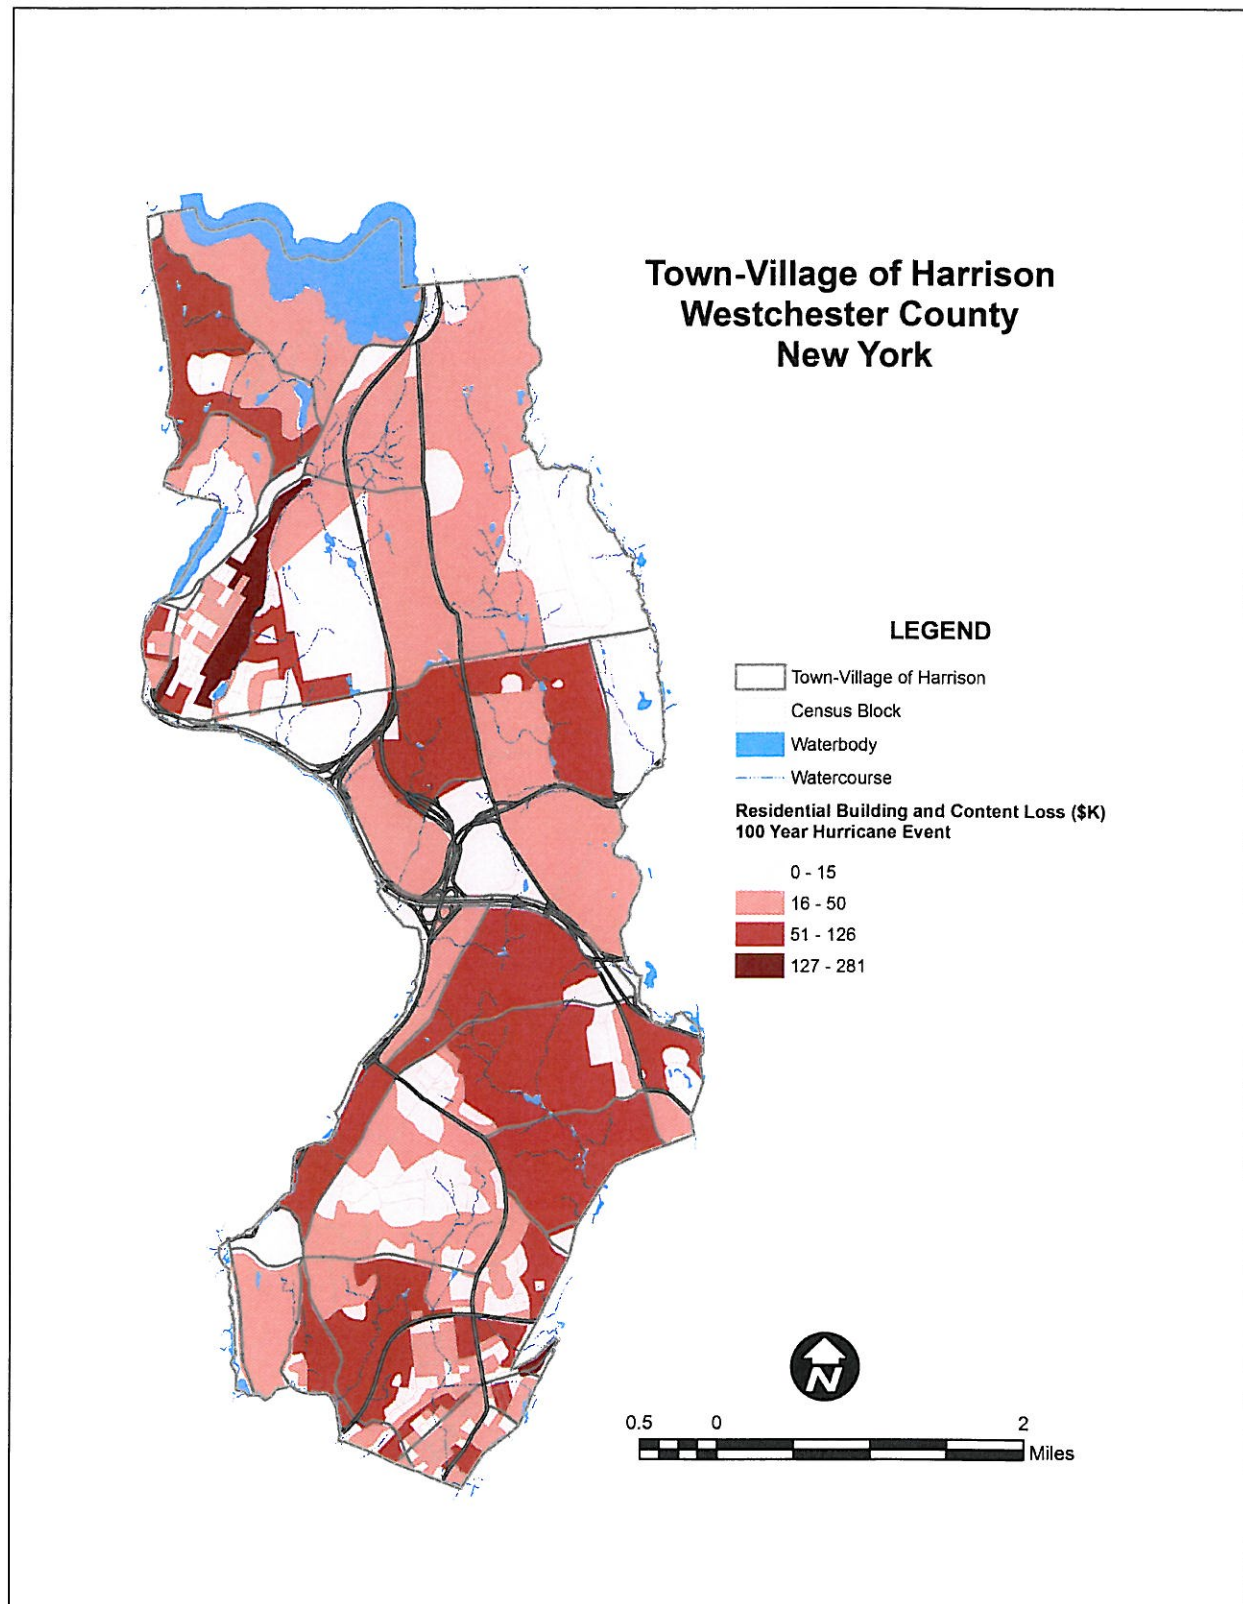 Town-Village of Harrison
Westchester County
New York
LEGEND
Town-Village of Harrison
Census Block
Waterbody
Watercourse
Residential Building and Content Loss ($K)
100 Year Hurricane Event
0 - 15
16 - 50
51 - 126
127 - 281
N
0.5 0 2
Miles